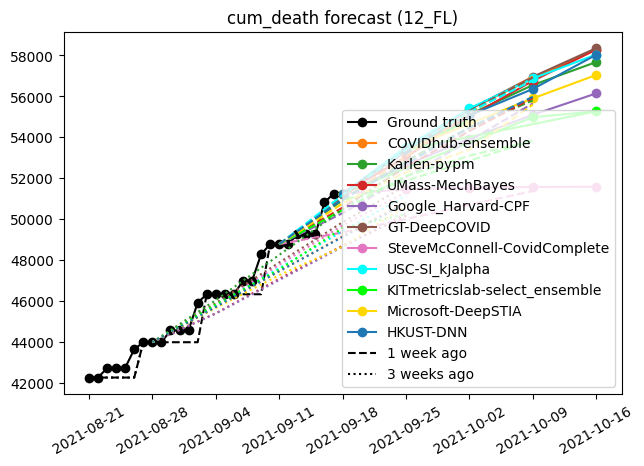 cum_death forecast (12_FL)
58000
56000
54000
52000
50000
48000
46000
44000
42000
Ground truth
COVIDhub-ensemble
Karlen-pypm
UMass-MechBayes
Google_Harvard-CPF
GT-DeepCOVID
SteveMcConnell-CovidComplete
USC-SI_kJalpha
KITmetricslab-select_ensemble
Microsoft-DeepSTIA
HKUST-DNN
1 week ago
3 weeks ago
2021-08-21
2021-08-28
2021-09-04
2021-09-11
2021-09-18
2021-09-25
2021-10-02
2021-10-09
2021-10-16